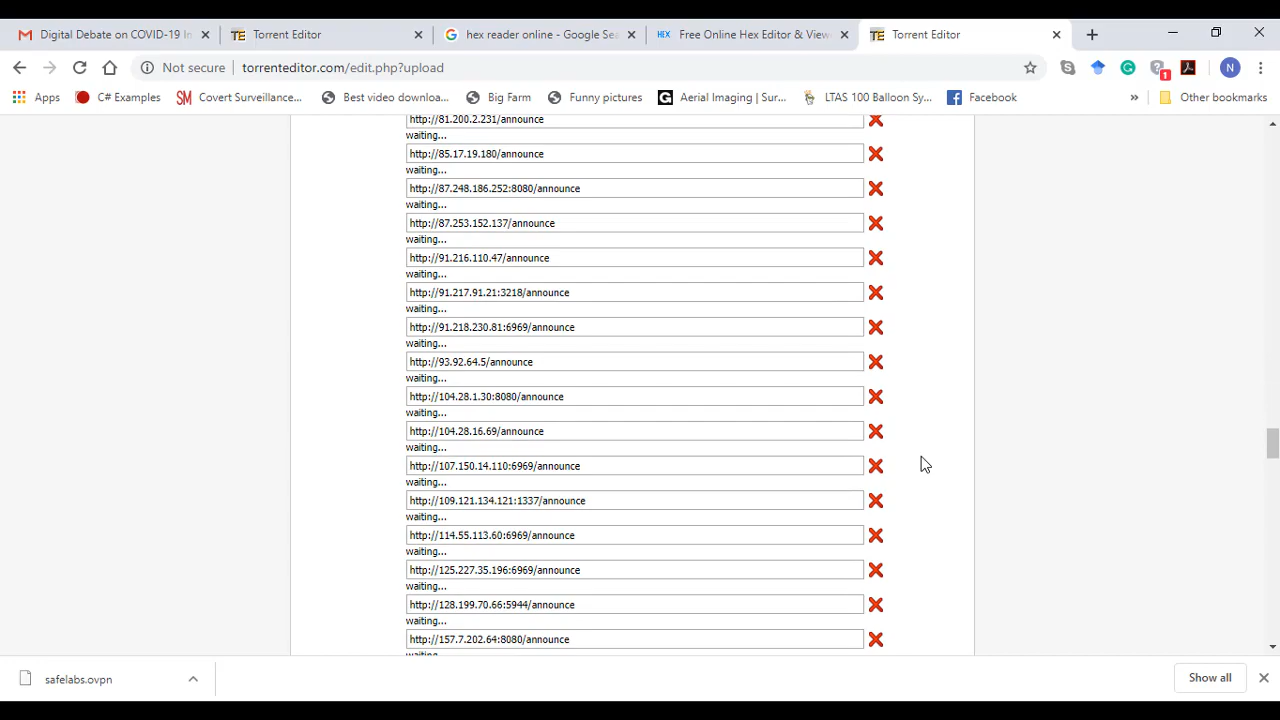 Digital Debate on COVID-19 In
Torrent Editor
hex reader online - Google Sea
HEX
Free Online Hex Editor & View
TE
Torrent Editor
Not secure
torrenteditor.com/edit.php?upload
1
N
Apps
C# Examples
SM
Covert Surveillance...
Best video downloa...
Big Farm
Funny pictures
G
Aerial Imaging | Sur...
LTAS 100 Balloon Sy...
Facebook
»
Other bookmarks
http://81.200.2.231/announce
waiting...
http://85.17.19.180/announce
waiting...
http://87.248.186.252:8080/announce
waiting...
http://87.253.152.137/announce
waiting...
http://91.216.110.47/announce
waiting...
http://91.217.91.21:3218/announce
waiting...
http://91.218.230.81:6969/announce
waiting...
http://93.92.64.5/announce
waiting...
http://104.28.1.30:8080/announce
waiting...
http://104.28.16.69/announce
waiting...
http://107.150.14.110:6969/announce
waiting...
http://109.121.134.121:1337/announce
waiting...
http://114.55.113.60:6969/announce
waiting...
http://125.227.35.196:6969/announce
waiting...
http://128.199.70.66:5944/announce
waiting...
http://157.7.202.64:8080/announce
waiting
safelabs.ovpn
Show all